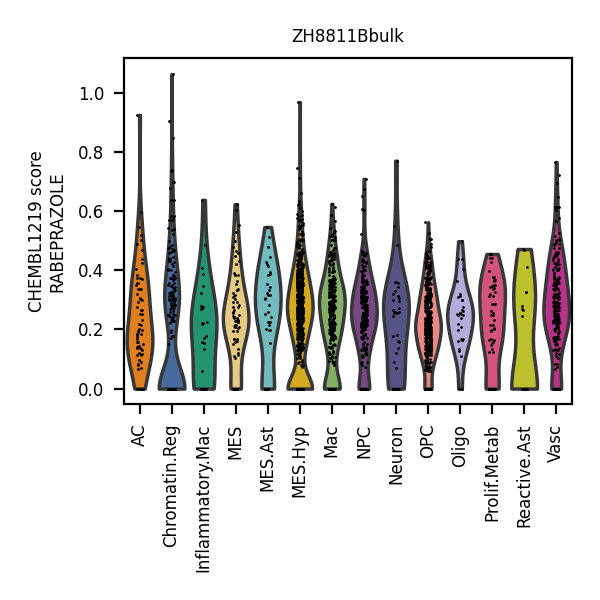 ZH8811Bbulk
CHEMBL1219 score
RABEPRAZOLE
1.0
0.8
0.6
0.4
0.2
0.0
AC
Chromatin.Reg
Inflammatory.Mac
MES
MES.Ast
MES.Hyp
Mac
NPC
Neuron
OPC
Oligo
Prolif.Metab
Reactive.Ast
Vasc